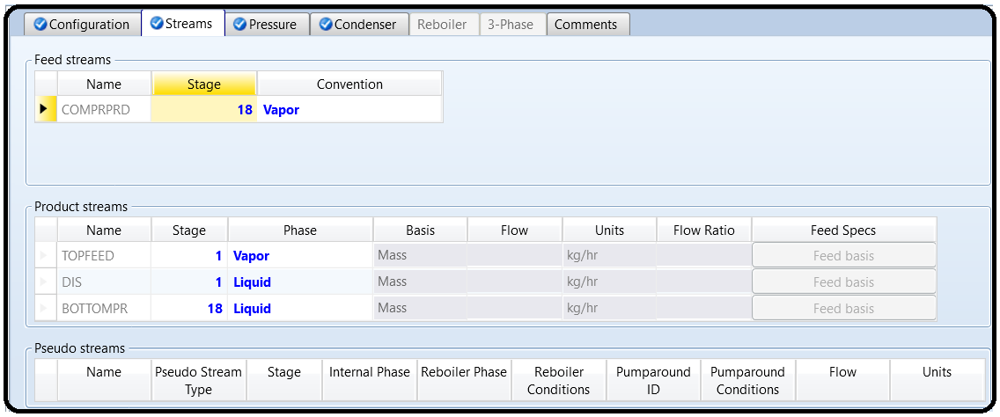 Configuration Streams Pressure Condenser Reboiler 3-Phase Comments
Feed streams
Name Stage Convention
COMPRPRD 18 Vapor
Product streams
Name Stage Phase Basis Flow Units Flow Ratio Feed Specs
TOPFEED 1 Vapor Mass kg/hr Feed basis
DIS 1 Liquid Mass kg/hr Feed basis
BOTTOMPR 18 Liquid Mass kg/hr Feed basis
Pseudo streams
Name Pseudo Stream Stage Internal Phase Reboiler Phase Reboiler Pumparound Pumparound Flow Units
Type Conditions ID Conditions